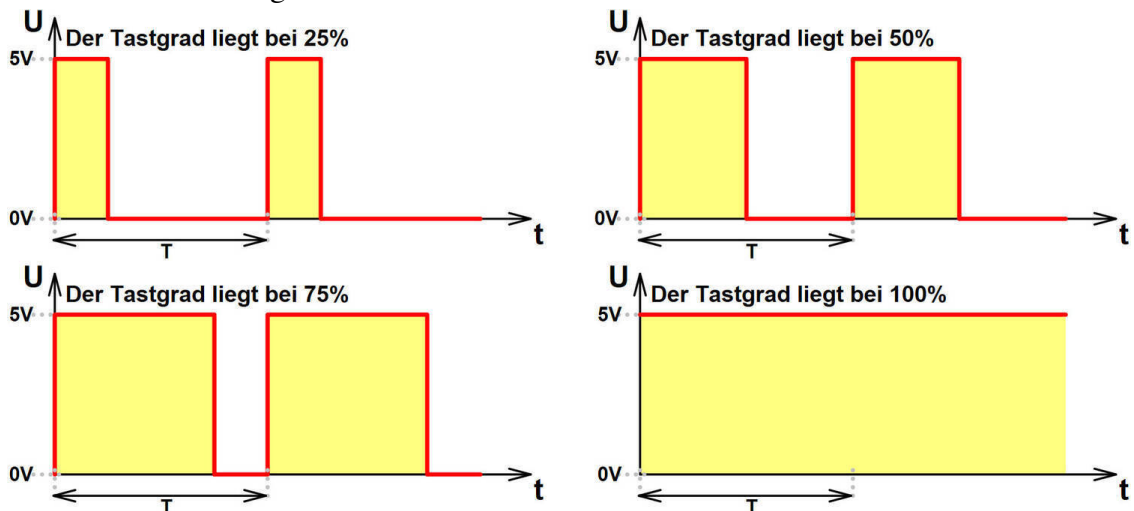 U
Der Tastgrad liegt bei 25%
5V
0V
t
T
U
Der Tastgrad liegt bei 50%
5V
0V
t
T
U
Der Tastgrad liegt bei 75%
5V
0V
t
T
U
Der Tastgrad liegt bei 100%
5V
0V
t
T